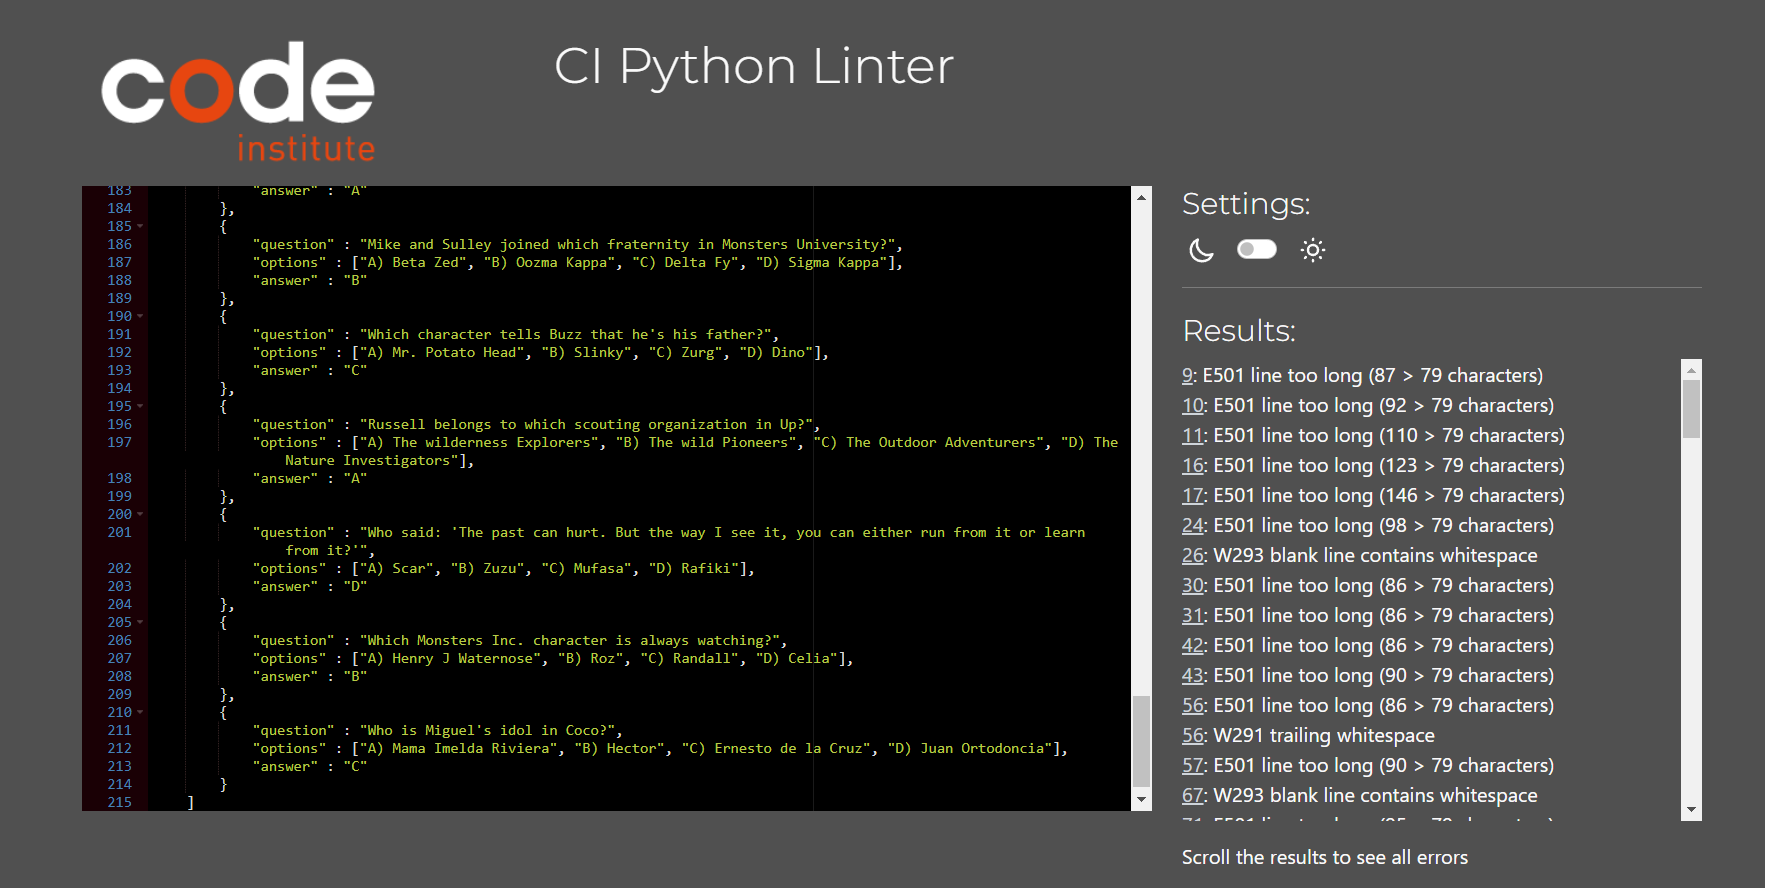 code
institute
CI Python Linter
183 "answer" : "A"
184 },
185 {
186 "question" : "Mike and Sulley joined which fraternity in Monsters University?",
187 "options" : ["A) Beta Zed", "B) Oozma Kappa", "C) Delta Fy", "D) Sigma Kappa"],
188 "answer" : "B"
189 },
190 {
191 "question" : "Which character tells Buzz that he's his father?",
192 "options" : ["A) Mr. Potato Head", "B) Slinky", "C) Zurg", "D) Dino"],
193 "answer" : "C"
194 },
195 {
196 "question" : "Russell belongs to which scouting organization in Up?",
197 "options" : ["A) The wilderness Explorers", "B) The wild Pioneers", "C) The Outdoor Adventurers", "D) The
Nature Investigators"],
198 "answer" : "A"
199 },
200 {
201 "question" : "Who said: 'The past can hurt. But the way I see it, you can either run from it or learn
from it?'",
202 "options" : ["A) Scar", "B) Zuzu", "C) Mufasa", "D) Rafiki"],
203 "answer" : "D"
204 },
205 {
206 "question" : "Which Monsters Inc. character is always watching?",
207 "options" : ["A) Henry J Waternose", "B) Roz", "C) Randall", "D) Celia"],
208 "answer" : "B"
209 },
210 {
211 "question" : "Who is Miguel's idol in Coco?",
212 "options" : ["A) Mama Imelda Riviera", "B) Hector", "C) Ernesto de la Cruz", "D) Juan Ortodoncia"],
213 "answer" : "C"
214 }
215 ]
Settings:
Results:
9: E501 line too long (87 > 79 characters)
10: E501 line too long (92 > 79 characters)
11: E501 line too long (110 > 79 characters)
16: E501 line too long (123 > 79 characters)
17: E501 line too long (146 > 79 characters)
24: E501 line too long (98 > 79 characters)
26: W293 blank line contains whitespace
30: E501 line too long (86 > 79 characters)
31: E501 line too long (86 > 79 characters)
42: E501 line too long (86 > 79 characters)
43: E501 line too long (90 > 79 characters)
56: E501 line too long (86 > 79 characters)
56: W291 trailing whitespace
57: E501 line too long (90 > 79 characters)
67: W293 blank line contains whitespace
Scroll the results to see all errors